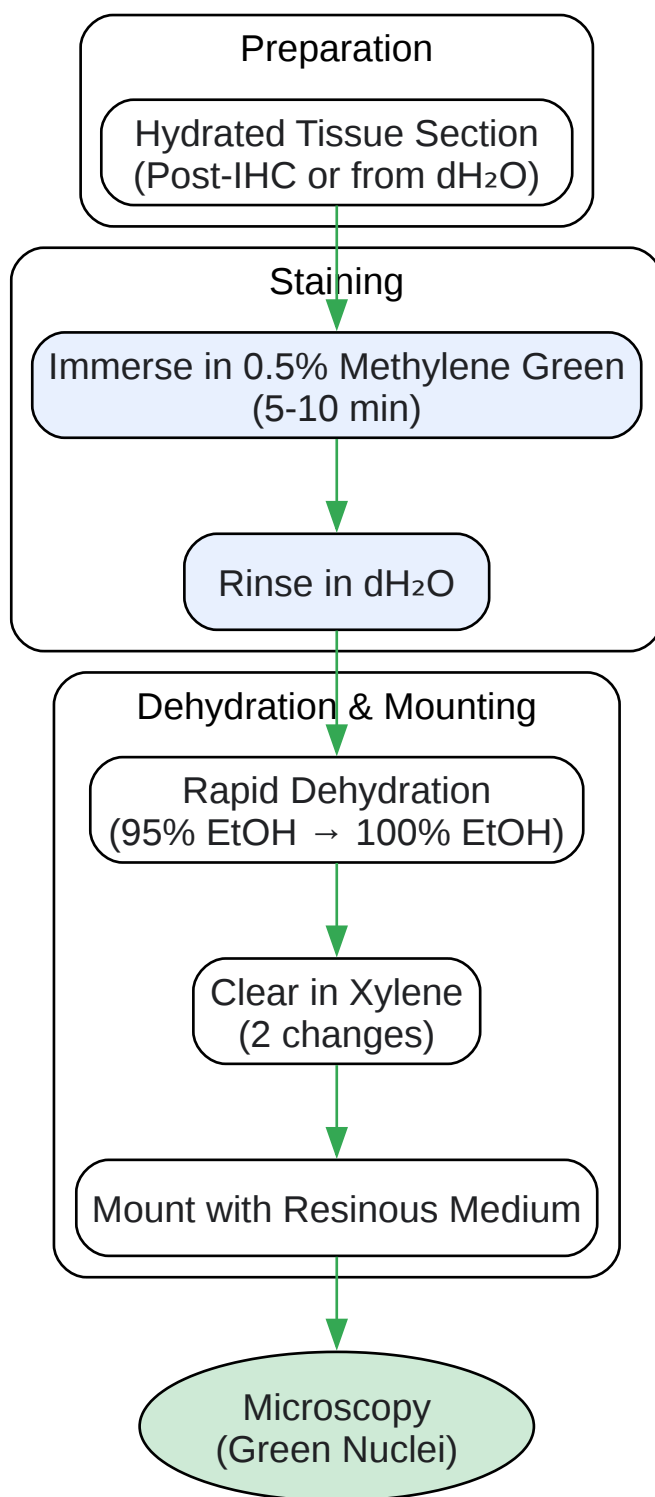 Preparation
Hydrated Tissue Section
(Post-IHC or from dH₂O)
Staining
Immerse in 0.5% Methylene Green
(5-10 min)
Rinse in dH₂O
Dehydration & Mounting
Rapid Dehydration
(95% EtOH → 100% EtOH)
Clear in Xylene
(2 changes)
Mount with Resinous Medium
Microscopy
(Green Nuclei)